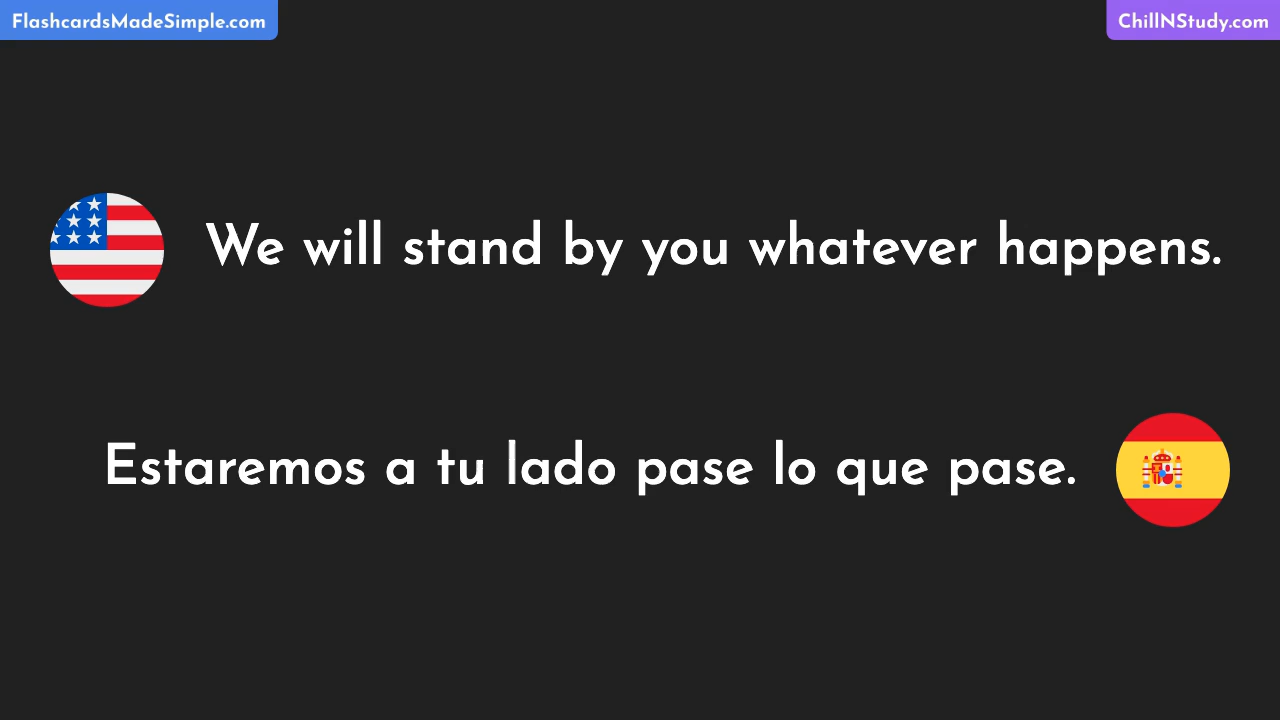 FlashcardsMadeSimple.com
ChillNStudy.com
We will stand by you whatever happens.
Estaremos a tu lado pase lo que pase.